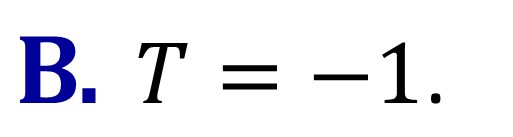 B. T = −1.